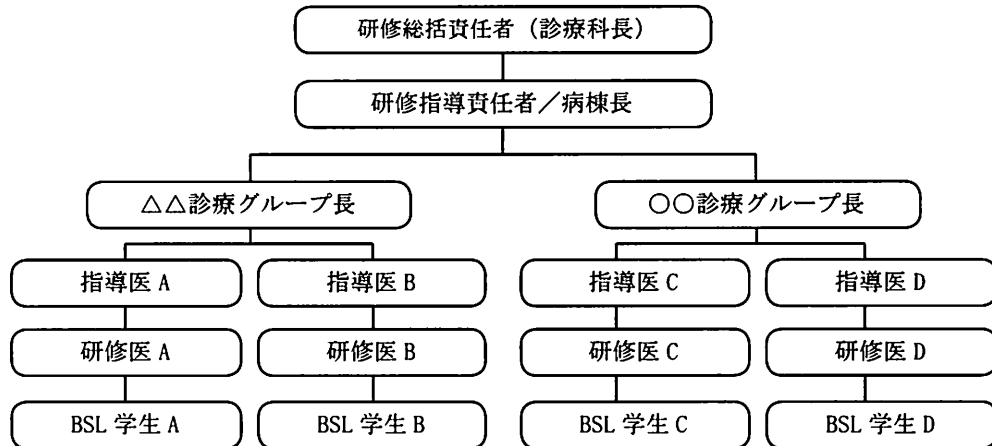 研修総括責任者（診療科長）
研修指導責任者／病棟長
△△診療グループ長
○○診療グループ長
指導医 A
指導医 B
指導医 C
指導医 D
研修医 A
研修医 B
研修医 C
研修医 D
BSL 学生 A
BSL 学生 B
BSL 学生 C
BSL 学生 D